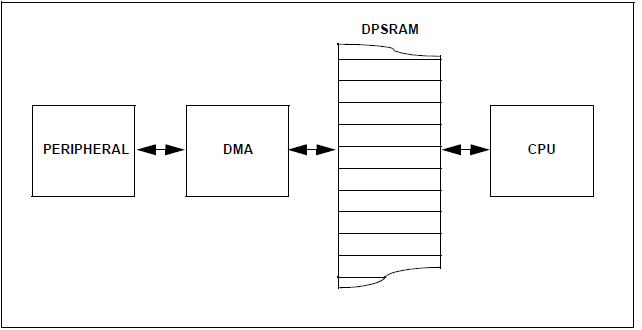 DPSRAM
PERIPHERAL
DMA
CPU